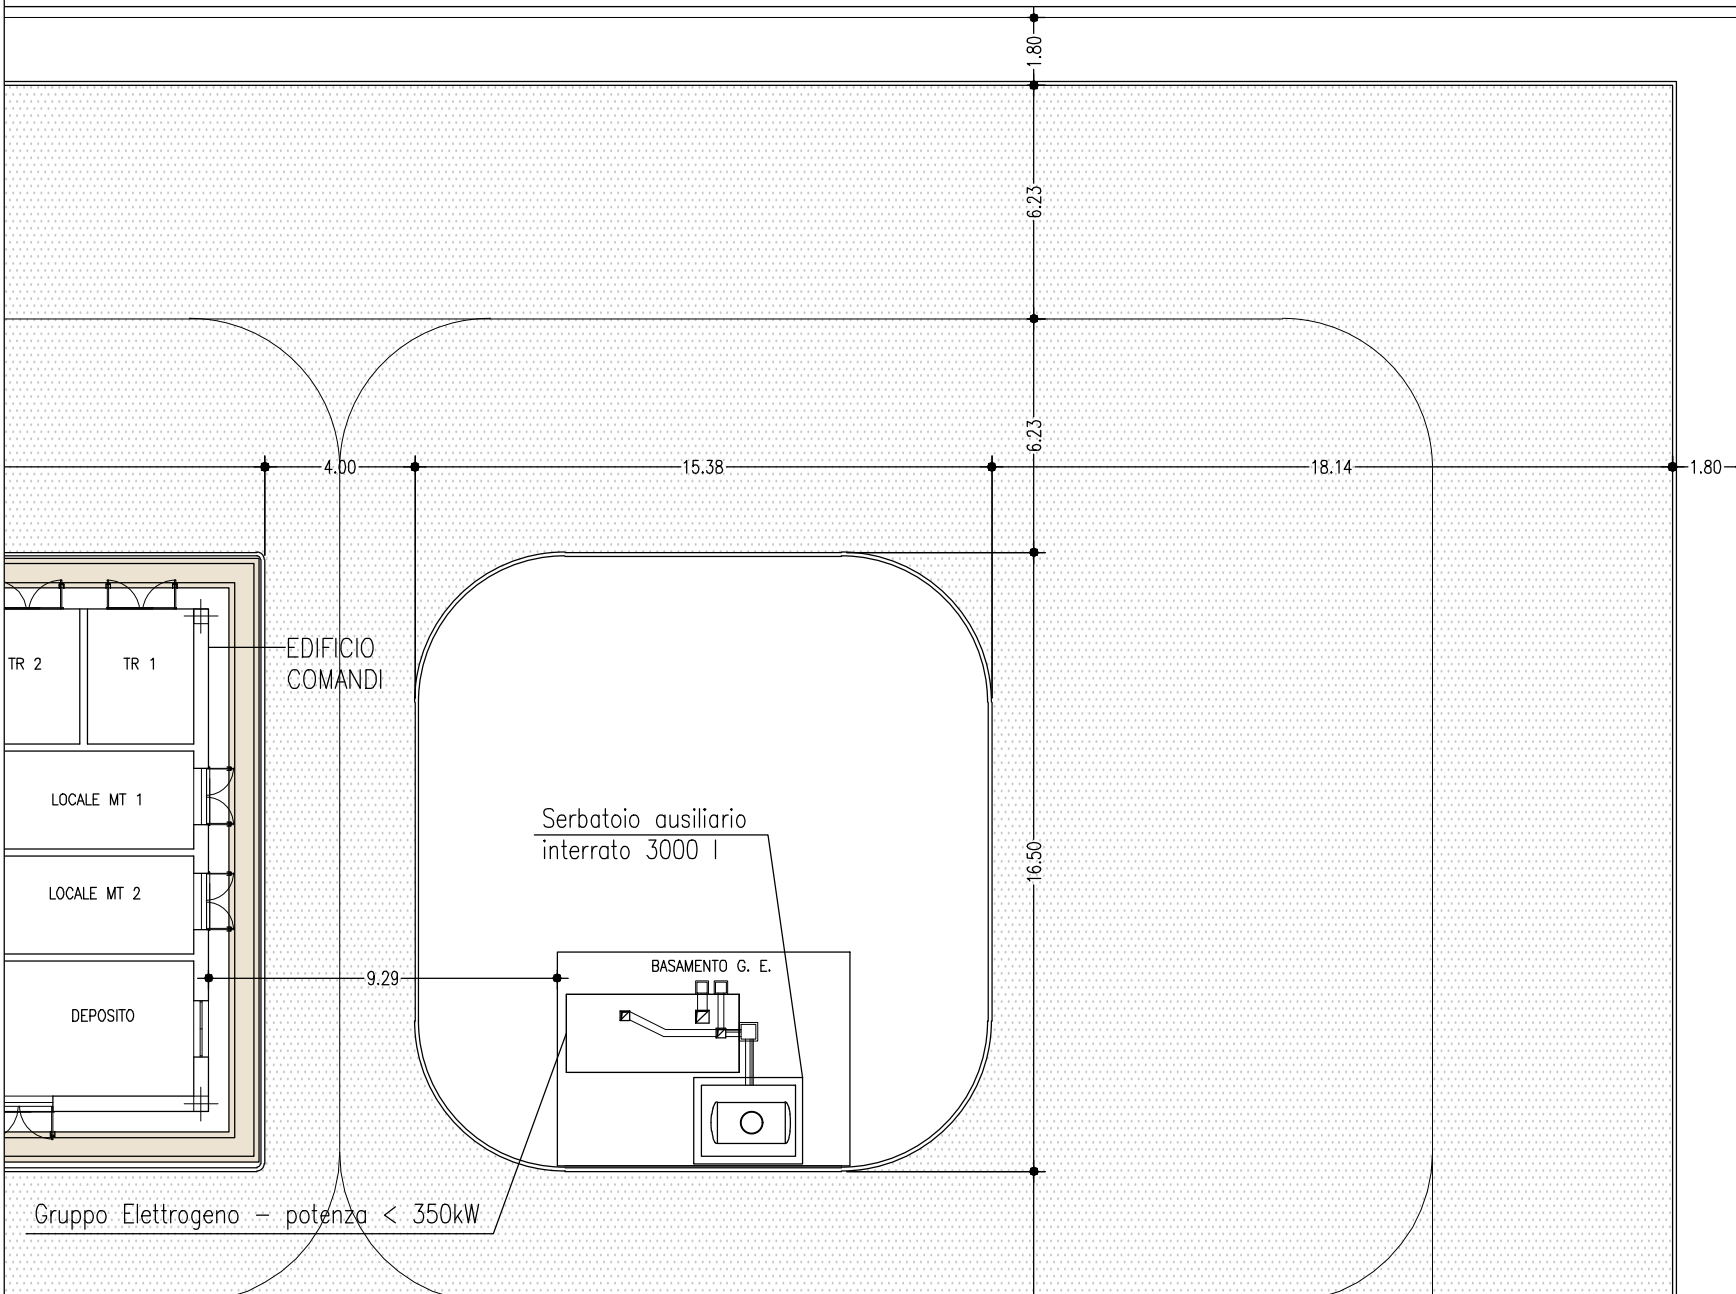 1.80
6.23
6.23
4.00
15.38
18.14
1.80
EDIFICIO
COMANDI
TR 2
TR 1
LOCALE MT 1
Serbatoio ausiliario
interrato 3000 l
16.50
LOCALE MT 2
BASAMENTO G. E.
9.29
DEPOSITO
Gruppo Elettrogeno - potenza < 350kW